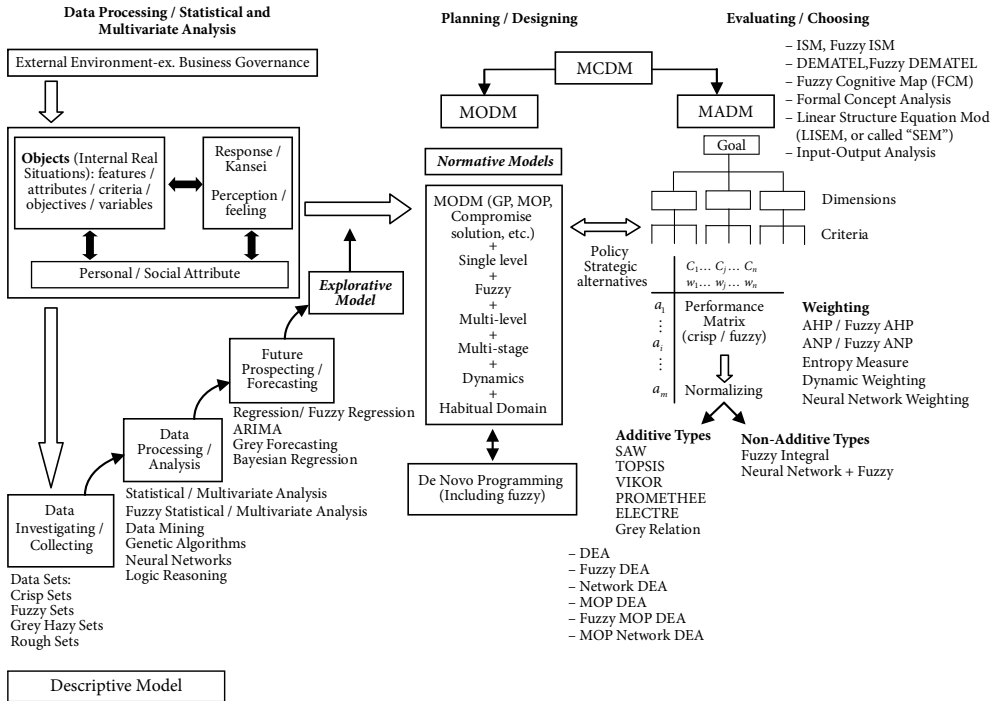 Data Processing / Statistical and
Multivariate Analysis
External Environment-ex. Business Governance
Objects (Internal Real
Situations): features /
attributes / criteria /
objectives / variables
Response /
Kansei
Perception /
feeling
Personal / Social Attribute
Explorative
Model
Future
Prospecting /
Forecasting
Regression/ Fuzzy Regression
ARIMA
Grey Forecasting
Bayesian Regression
Data
Processing /
Analysis
Statistical / Multivariate Analysis
Fuzzy Statistical / Multivariate Analysis
Data Mining
Genetic Algorithms
Neural Networks
Logic Reasoning
Data
Investigating /
Collecting
Data Sets:
Crisp Sets
Fuzzy Sets
Grey Hazy Sets
Rough Sets
Descriptive Model
Planning / Designing
MCDM
MODM
Normative Models
MODM (GP, MOP,
Compromise
solution, etc.)
+
Single level
+
Fuzzy
+
Multi-level
+
Multi-stage
+
Dynamics
+
Habitual Domain
De Novo Programming
(Including fuzzy)
Policy
Strategic
alternatives
Evaluating / Choosing
– ISM, Fuzzy ISM
– DEMATEL,Fuzzy DEMATEL
– Fuzzy Cognitive Map (FCM)
– Formal Concept Analysis
– Linear Structure Equation Mod
(LISEM, or called “SEM”)
– Input-Output Analysis
MADM
Goal
Dimensions
Criteria
C1… Cj… Cn
w1… wj… wn
a1
⋮
ai
⋮
am
Performance
Matrix
(crisp / fuzzy)
Normalizing
Weighting
AHP / Fuzzy AHP
ANP / Fuzzy ANP
Entropy Measure
Dynamic Weighting
Neural Network Weighting
Additive Types
SAW
TOPSIS
VIKOR
PROMETHEE
ELECTRE
Grey Relation
Non-Additive Types
Fuzzy Integral
Neural Network + Fuzzy
– DEA
– Fuzzy DEA
– Network DEA
– MOP DEA
– Fuzzy MOP DEA
– MOP Network DEA